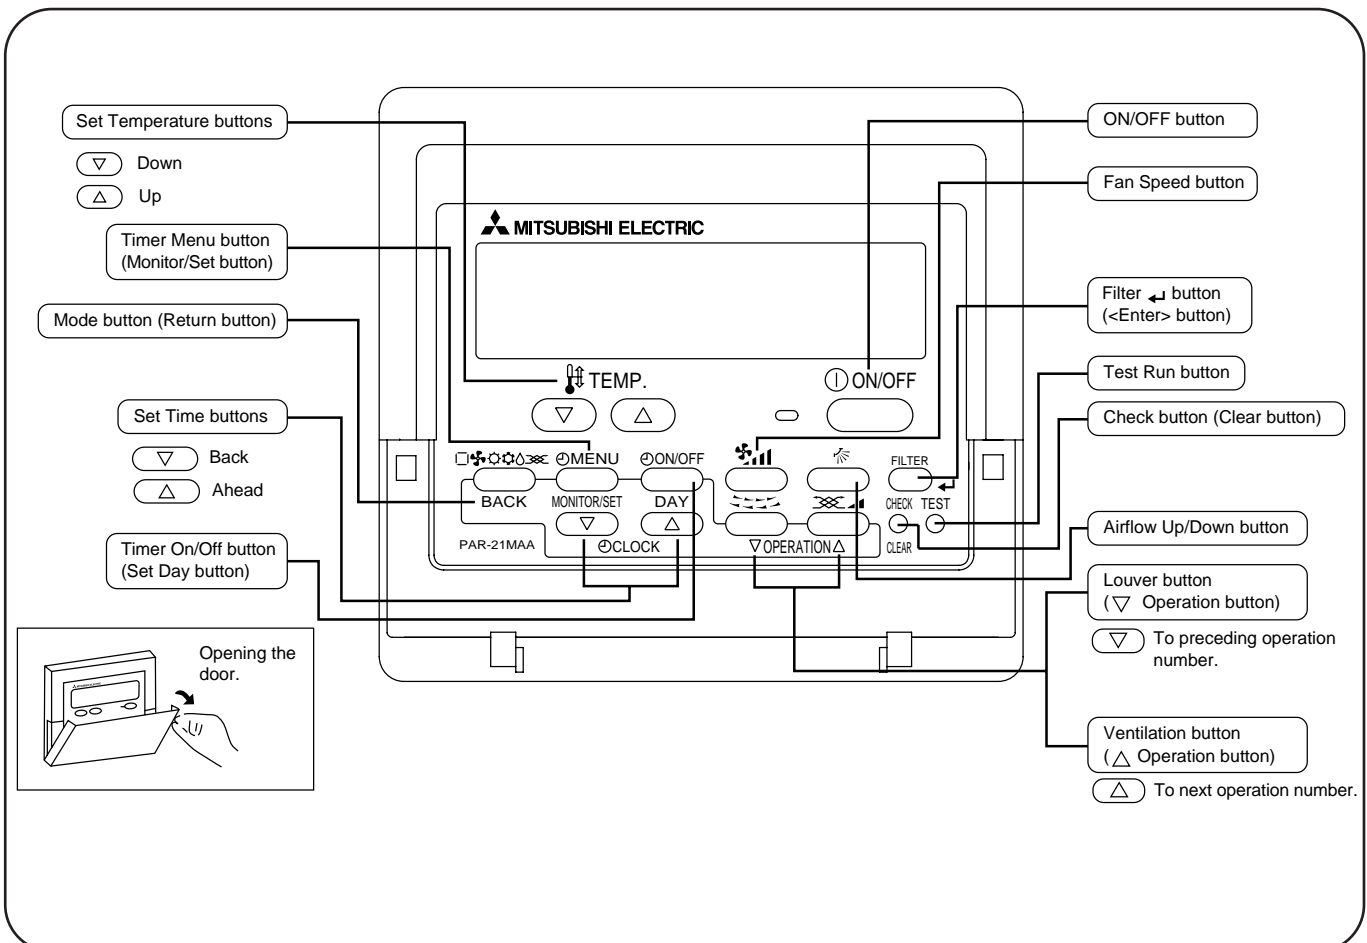 Set Temperature buttons
▽ Down
△ Up
Timer Menu button
(Monitor/Set button)
Mode button (Return button)
Set Time buttons
▽ Back
△ Ahead
Timer On/Off button
(Set Day button)
Opening the
door.
MITSUBISHI ELECTRIC
TEMP.
ON/OFF
▽ △
MENU
ON/OFF
FILTER
BACK
MONITOR/SET
DAY
CHECK
TEST
▽ △
PAR-21MAA
CLOCK
▽ OPERATION △
CLEAR
ON/OFF button
Fan Speed button
Filter ↵ button
(<Enter> button)
Test Run button
Check button (Clear button)
Airflow Up/Down button
Louver button
( ▽ Operation button)
▽ To preceding operation
number.
Ventilation button
( △ Operation button)
△ To next operation number.